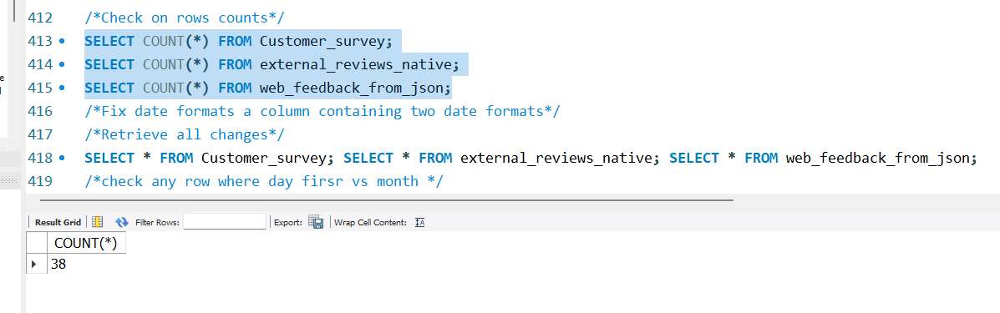 e
412 /*Check on rows counts*/
413 SELECT COUNT(*) FROM Customer_survey;
414 SELECT COUNT(*) FROM external_reviews_native;
415 SELECT COUNT(*) FROM web_feedback_from_json;
416 /*Fix date formats a column containing two date formats*/
417 /*Retrieve all changes*/
418 SELECT * FROM Customer_survey; SELECT * FROM external_reviews_native; SELECT * FROM web_feedback_from_json;
419 /*check any row where day firsr vs month */
Result Grid Filter Rows: Export: Wrap Cell Content:
COUNT(*)
38